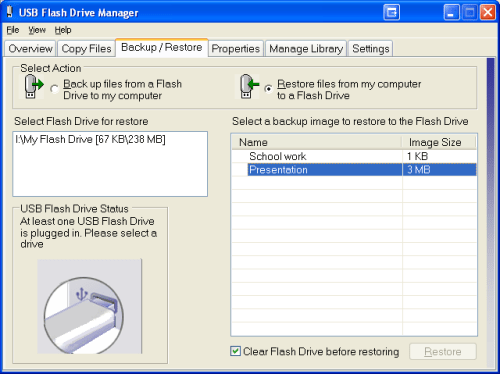 USB Flash Drive Manager
File View Help
Overview Copy Files Backup / Restore Properties Manage Library Settings
Select Action
Back up files from a Flash
Drive to my computer
Restore files from my computer
to a Flash Drive
Select Flash Drive for restore
I:\My Flash Drive [67 KB\238 MB]
Select a backup image to restore to the Flash Drive
Name Image Size
School work 1 KB
Presentation 3 MB
USB Flash Drive Status
At least one USB Flash Drive
is plugged in. Please select a
drive
Clear Flash Drive before restoring
Restore